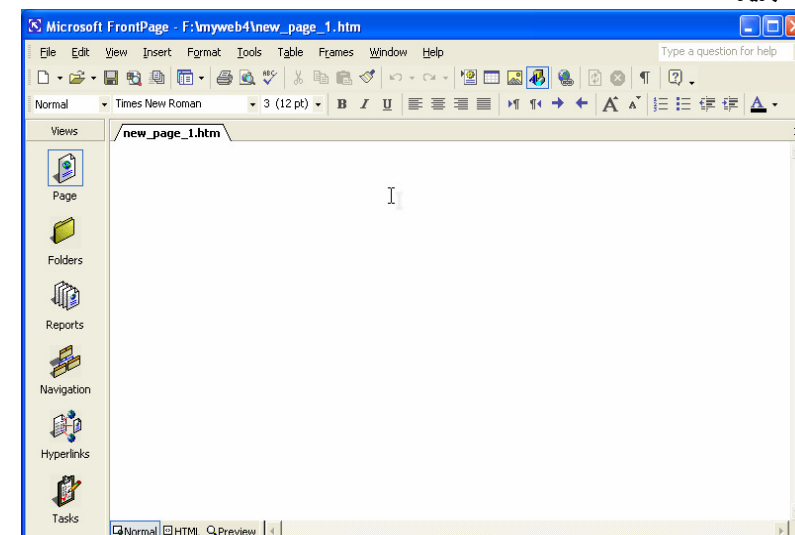 Microsoft FrontPage - F:\myweb4\new_page_1.htm
File Edit View Insert Format Tools Table Frames Window Help Type a question for help
Normal Times New Roman 3 (12 pt) B I U A A A
Views new_page_1.htm
Page
Folders
Reports
Navigation
Hyperlinks
Tasks
Normal HTML Preview